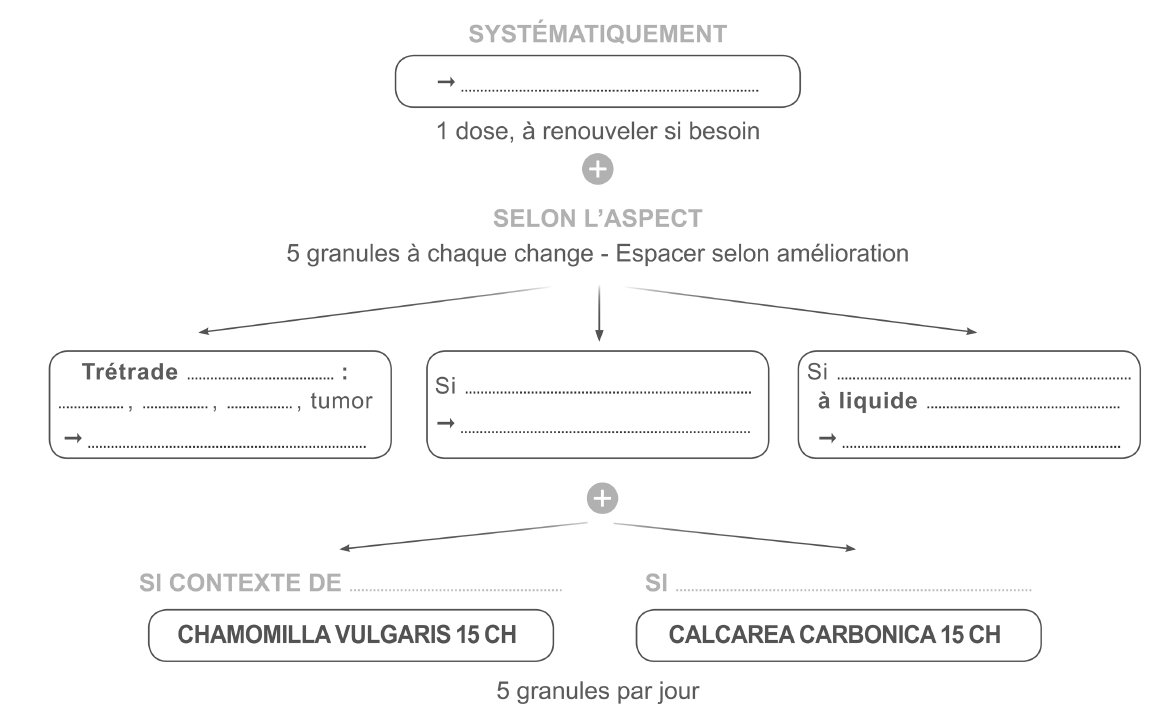 SYSTÉMATIQUEMENT
→ ........................................
1 dose, à renouveler si besoin
+
SELON L'ASPECT
5 granules à chaque change - Espacer selon amélioration
Trétrade .................... :
.........., .........., .........., tumor
→ ........................................
Si ........................................
→ ........................................
Si ........................................
à liquide ..............................
→ ........................................
+
SI CONTEXTE DE ..............................
CHAMOMILLA VULGARIS 15 CH
SI ..................................................
CALCAREA CARBONICA 15 CH
5 granules par jour